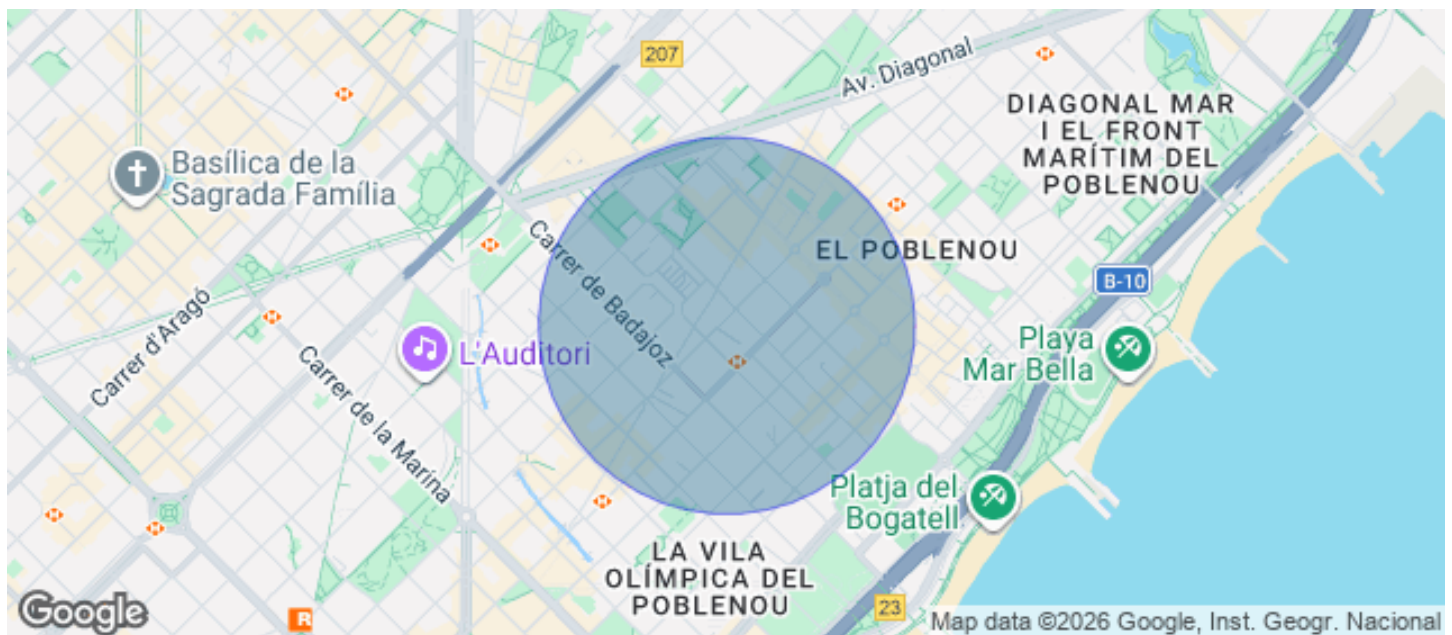 207
Av. Diagonal
DIAGONAL MAR
I EL FRONT
MARÍTIM DEL
POBLENOU
Basílica de la
Sagrada Família
Carrer de Badajoz
EL POBLENOU
B-10
Carrer d'Aragó
L'Auditori
Playa
Mar Bella
Carrer de la Marina
Platja del
Bogatell
LA VILA
OLÍMPICA DEL
POBLENOU
23
R
Google
Map data ©2026 Google, Inst. Geogr. Nacional